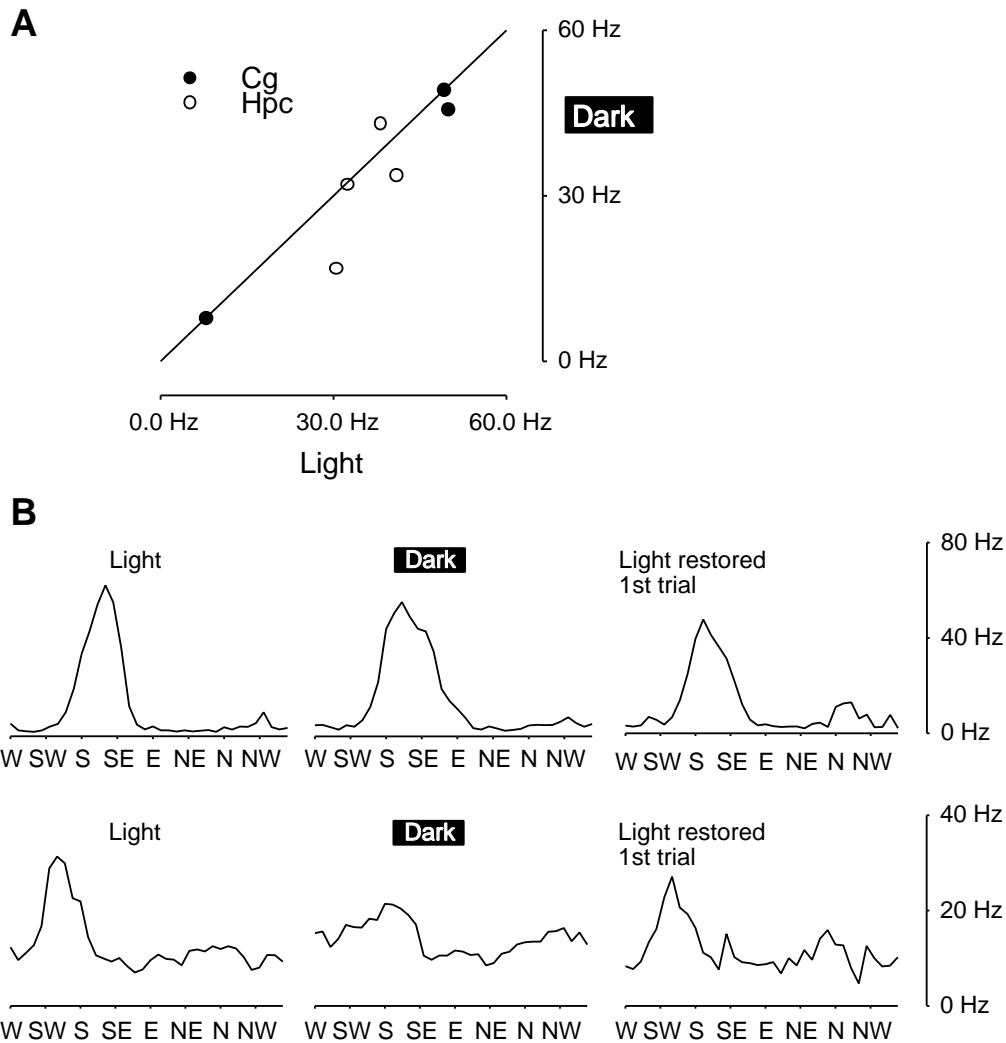 A
60 Hz
Cg
Hpc
Dark
30 Hz
0 Hz
0.0 Hz 30.0 Hz 60.0 Hz
Light
B
Light
Dark
Light restored
1st trial
80 Hz
40 Hz
0 Hz
W SW S SE E NE N NW
W SW S SE E NE N NW
W SW S SE E NE N NW
Light
Dark
Light restored
1st trial
40 Hz
20 Hz
0 Hz
W SW S SE E NE N NW
W SW S SE E NE N NW
W SW S SE E NE N NW